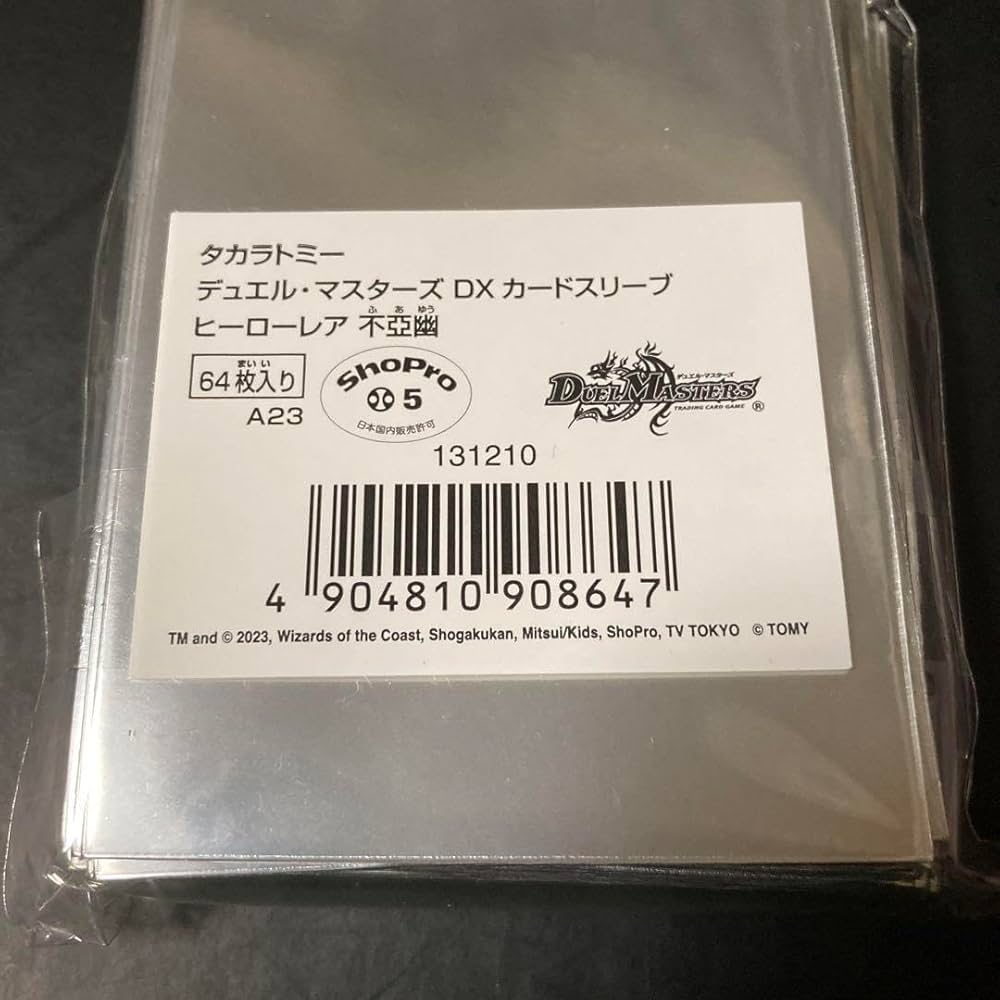 タカラトミー
デュエル・マスターズ DX カードスリーブ
ふ あ ゆう
ヒーローレア 不亞幽
まい い
64枚入り
A23
ShoPro
5
日本国内販売許可
デュエル・マスターズ
DUEL MASTERS
TRADING CARD GAME ®
131210
4 904810 908647
TM and © 2023, Wizards of the Coast, Shogakukan, Mitsui/Kids, ShoPro, TV TOKYO © TOMY